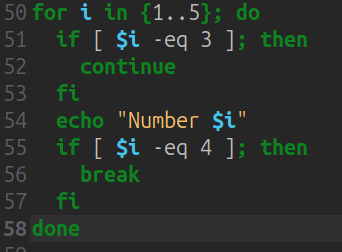 50 for i in {1..5}; do
51   if [ $i -eq 3 ]; then
52     continue
53   fi
54   echo "Number $i"
55   if [ $i -eq 4 ]; then
56     break
57   fi
58 done